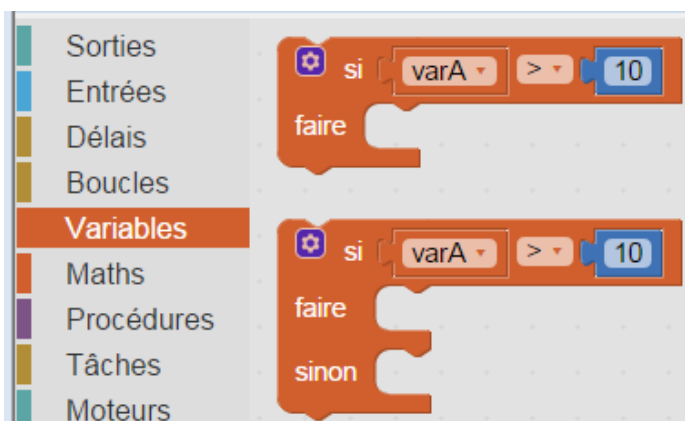 Sorties
Entrées
Délais
Boucles
Variables
Maths
Procédures
Tâches
Moteurs
si varA > 10
faire
si varA > 10
faire
sinon